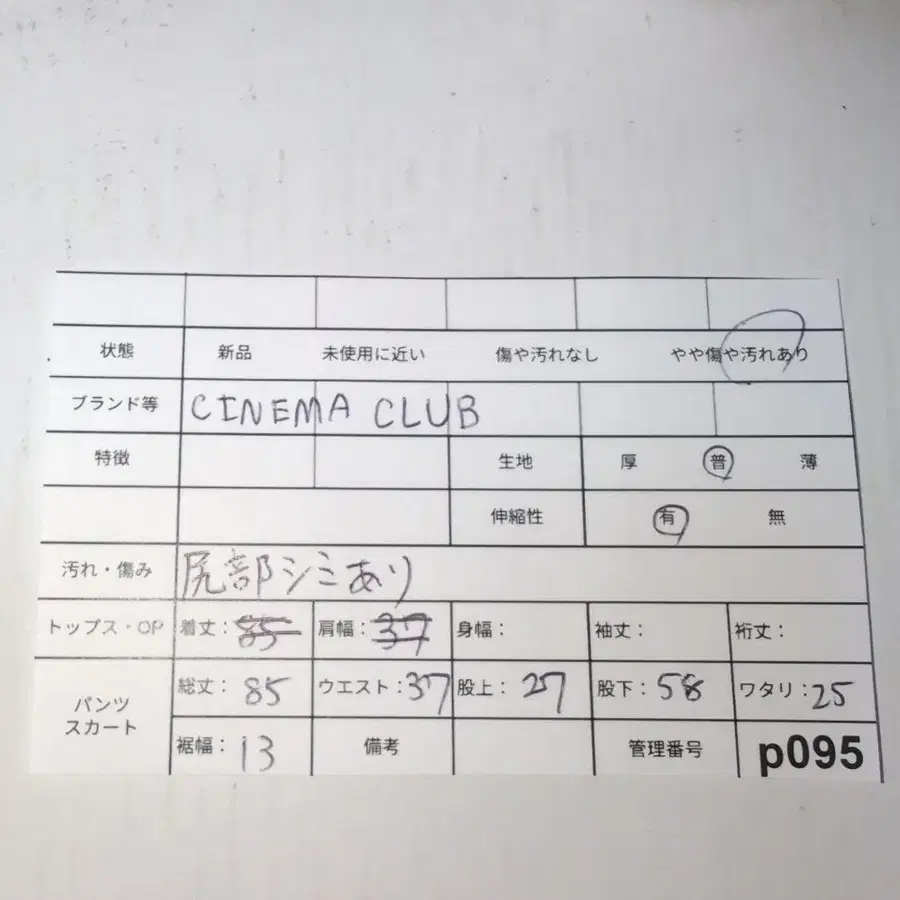 状態 新品 未使用に近い 傷や汚れなし やや傷や汚れあり
ブランド等 CINEMA CLUB
特徴 生地 厚 普 薄
伸縮性 有 無
汚れ・傷み 尻部シミあり
トップス・OP 着丈: 85 肩幅: 37 身幅: 袖丈: 裄丈:
パンツ スカート 総丈: 85 ウエスト:37 股上: 27 股下: 58 ワタリ: 25
裾幅: 13 備考 管理番号 p095